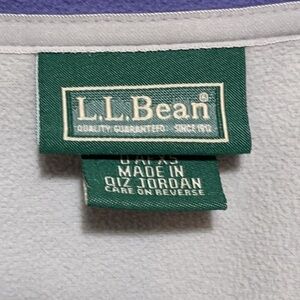 L.L.Bean®
QUALITY GUARANTEED SINCE 1912
MADE IN
QIZ JORDAN
CARE ON REVERSE